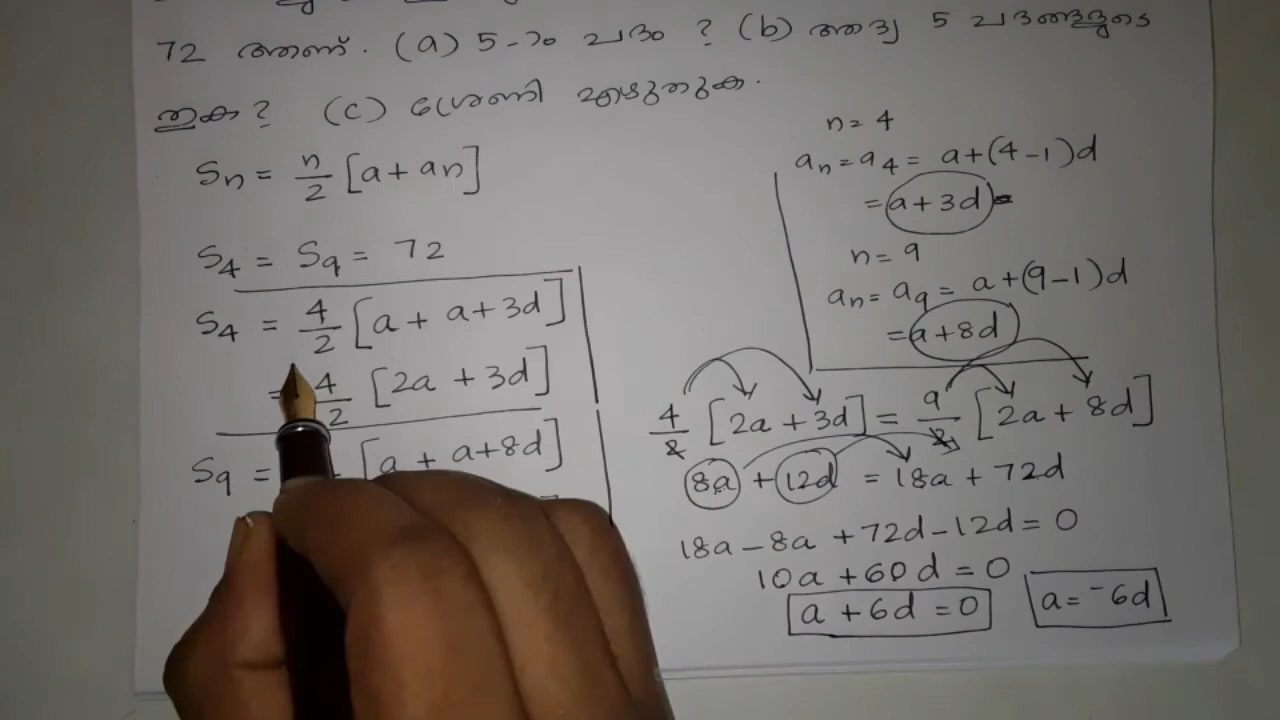 72 ആണ്. (a) 5-ാം പദം ? (b) ആദ്യ 5 പദങ്ങളുടെ
തുക ? (c) ശ്രേണി എഴുതുക.
Sn = n/2 [a + an]
S4 = S9 = 72
S4 = 4/2 [a + a + 3d]
= 4/2 [2a + 3d]
S9 = [a + a+8d]
n = 4
an = a4 = a+(4-1)d
= a+3d
n = 9
an = a9 = a+(9-1)d
= a+8d
4/2 [2a + 3d] = 9/2 [2a + 8d]
8a + 12d = 18a + 72d
18a - 8a + 72d - 12d = 0
10a + 60d = 0
a + 6d = 0
a = -6d